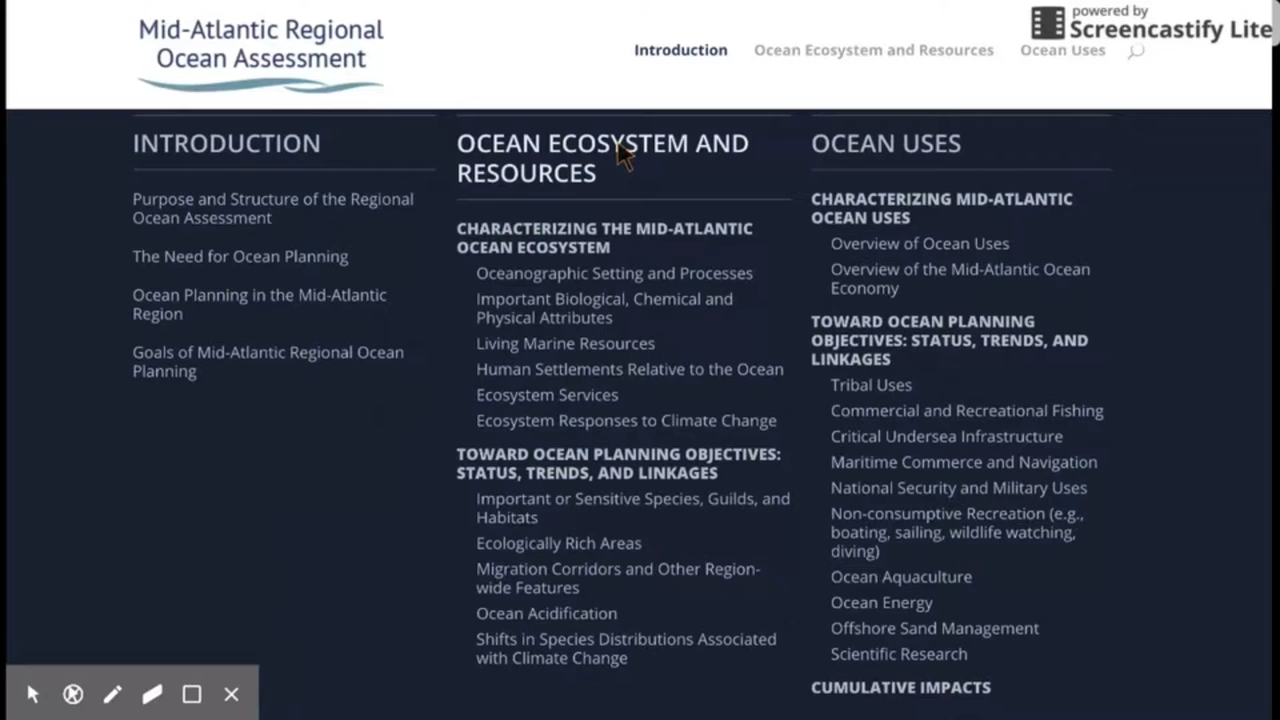 Mid-Atlantic Regional
Ocean Assessment
powered by
Screencastify Lite
Introduction
Ocean Ecosystem and Resources
Ocean Uses
INTRODUCTION
Purpose and Structure of the Regional
Ocean Assessment
The Need for Ocean Planning
Ocean Planning in the Mid-Atlantic
Region
Goals of Mid-Atlantic Regional Ocean
Planning
OCEAN ECOSYSTEM AND
RESOURCES
CHARACTERIZING THE MID-ATLANTIC
OCEAN ECOSYSTEM
Oceanographic Setting and Processes
Important Biological, Chemical and
Physical Attributes
Living Marine Resources
Human Settlements Relative to the Ocean
Ecosystem Services
Ecosystem Responses to Climate Change
TOWARD OCEAN PLANNING OBJECTIVES:
STATUS, TRENDS, AND LINKAGES
Important or Sensitive Species, Guilds, and
Habitats
Ecologically Rich Areas
Migration Corridors and Other Region-
wide Features
Ocean Acidification
Shifts in Species Distributions Associated
with Climate Change
OCEAN USES
CHARACTERIZING MID-ATLANTIC
OCEAN USES
Overview of Ocean Uses
Overview of the Mid-Atlantic Ocean
Economy
TOWARD OCEAN PLANNING
OBJECTIVES: STATUS, TRENDS, AND
LINKAGES
Tribal Uses
Commercial and Recreational Fishing
Critical Undersea Infrastructure
Maritime Commerce and Navigation
National Security and Military Uses
Non-consumptive Recreation (e.g.,
boating, sailing, wildlife watching,
diving)
Ocean Aquaculture
Ocean Energy
Offshore Sand Management
Scientific Research
CUMULATIVE IMPACTS